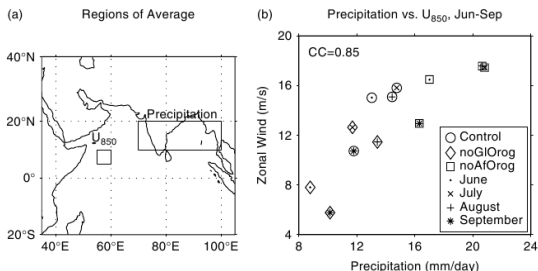 (a) Regions of Average
40°N
20°N
0°
20°S
40°E 60°E 80°E 100°E
Precipitation
U850
(b) Precipitation vs. U850, Jun-Sep
CC=0.85
20
16
12
8
4
8 12 16 20 24
Zonal Wind (m/s)
Precipitation (mm/day)
Control
noGlOrog
noAfOrog
June
July
August
September